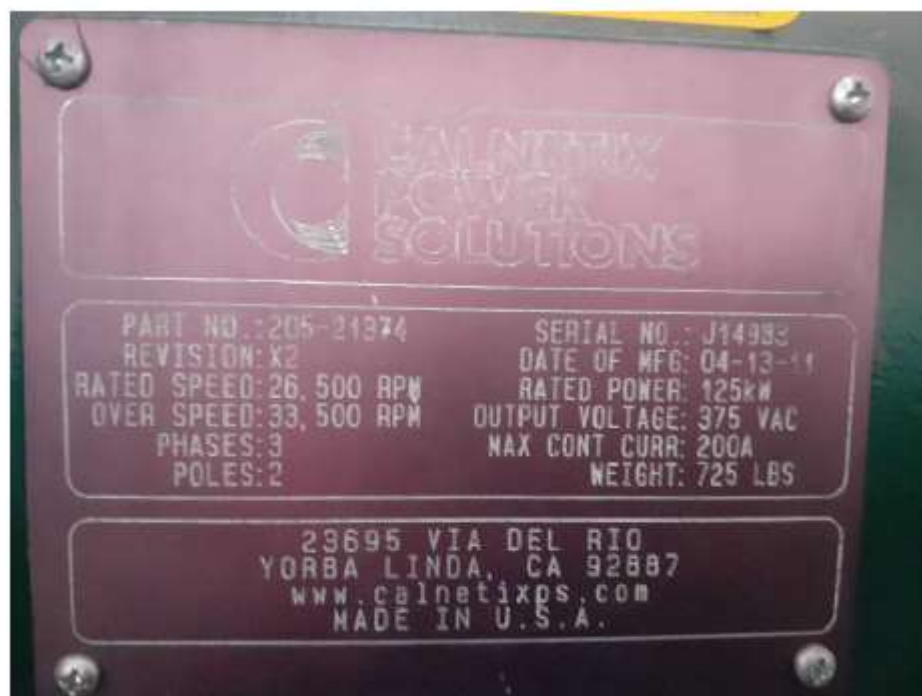 CALNETIX
POWER
SOLUTIONS
PART NO.:205-21374
REVISION:X2
RATED SPEED:26,500 RPM
OVER SPEED:33,500 RPM
PHASES:3
POLES:2
SERIAL NO.: J14983
DATE OF MFG: 04-13-11
RATED POWER: 125kW
OUTPUT VOLTAGE: 375 VAC
MAX CONT CURR: 200A
WEIGHT: 725 LBS
23695 VIA DEL RIO
YORBA LINDA, CA 92887
www.calnetixps.com
MADE IN U.S.A.